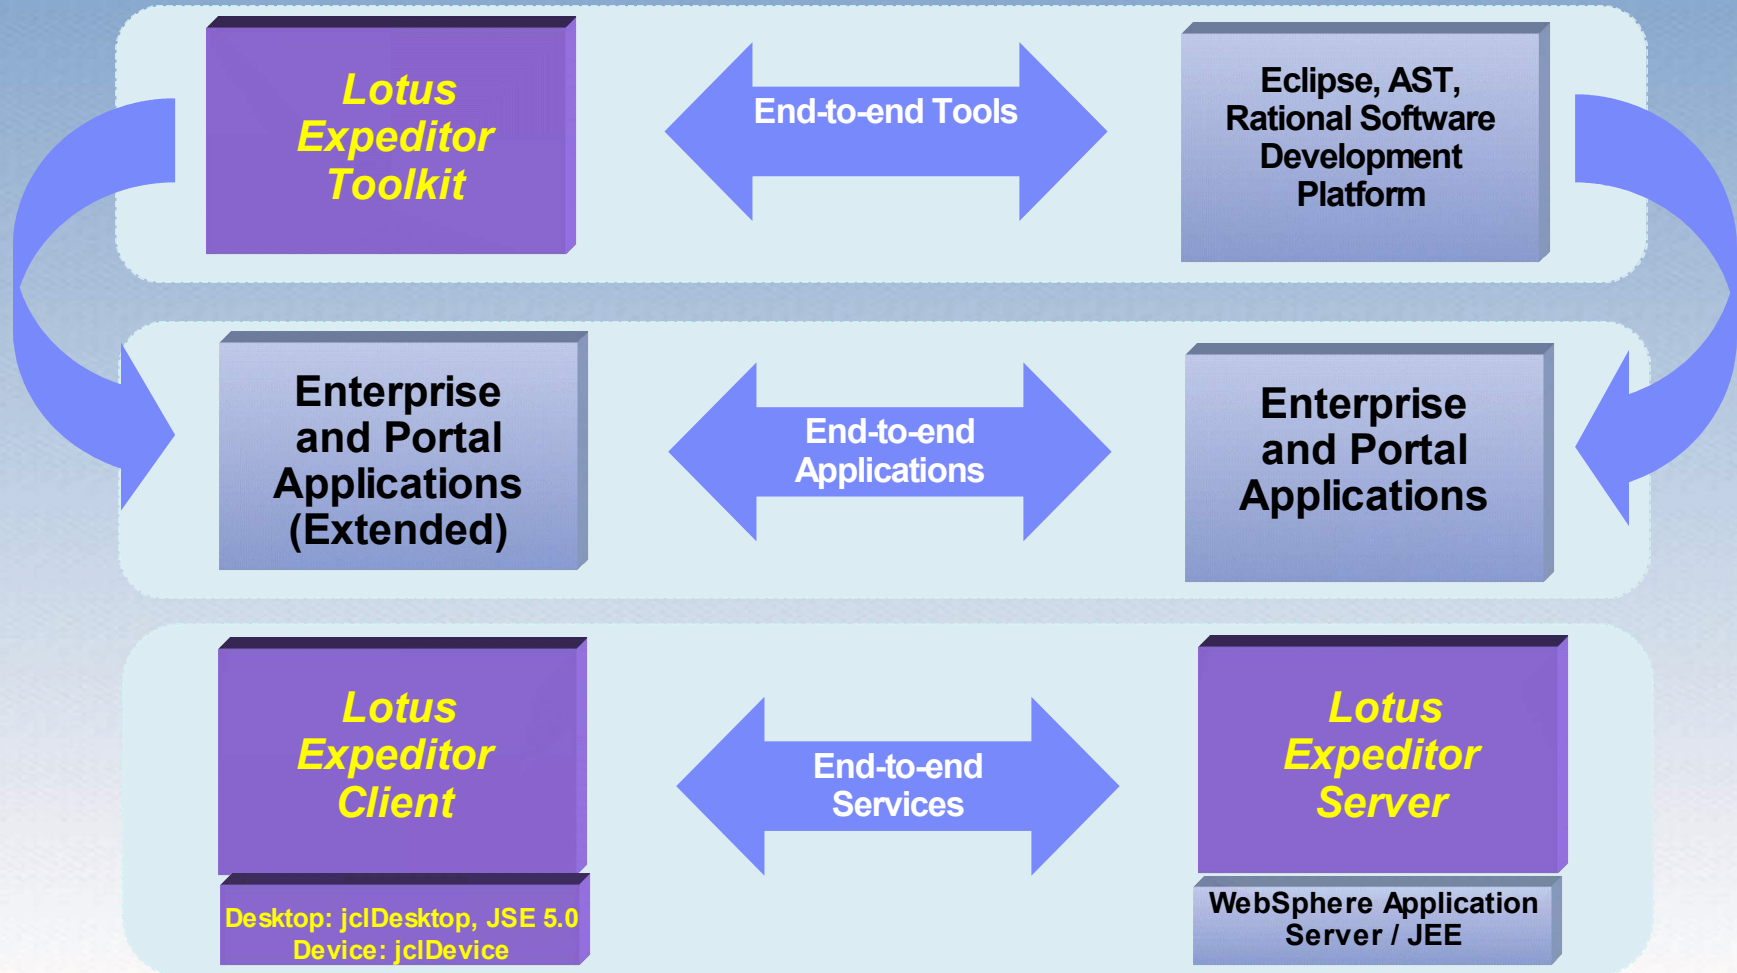 Lotus
Expeditor
Toolkit
End-to-end Tools
Eclipse, AST,
Rational Software
Development
Platform
Enterprise
and Portal
Applications
(Extended)
End-to-end
Applications
Enterprise
and Portal
Applications
Lotus
Expeditor
Client
End-to-end
Services
Lotus
Expeditor
Server
Desktop: jclDesktop, JSE 5.0
Device: jclDevice
WebSphere Application
Server / JEE